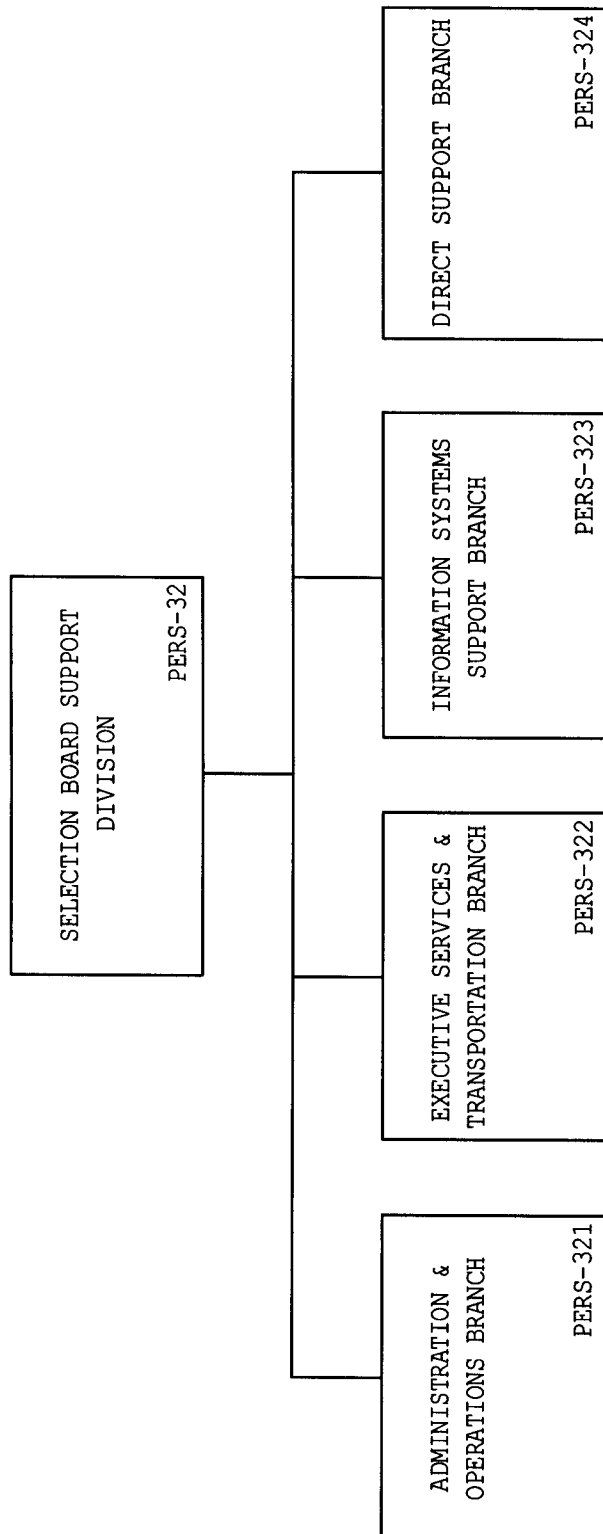 SELECTION BOARD SUPPORT
DIVISION
PERS-32
ADMINISTRATION &
OPERATIONS BRANCH
PERS-321
EXECUTIVE SERVICES &
TRANSPORTATION BRANCH
PERS-322
INFORMATION SYSTEMS
SUPPORT BRANCH
PERS-323
DIRECT SUPPORT BRANCH
PERS-324